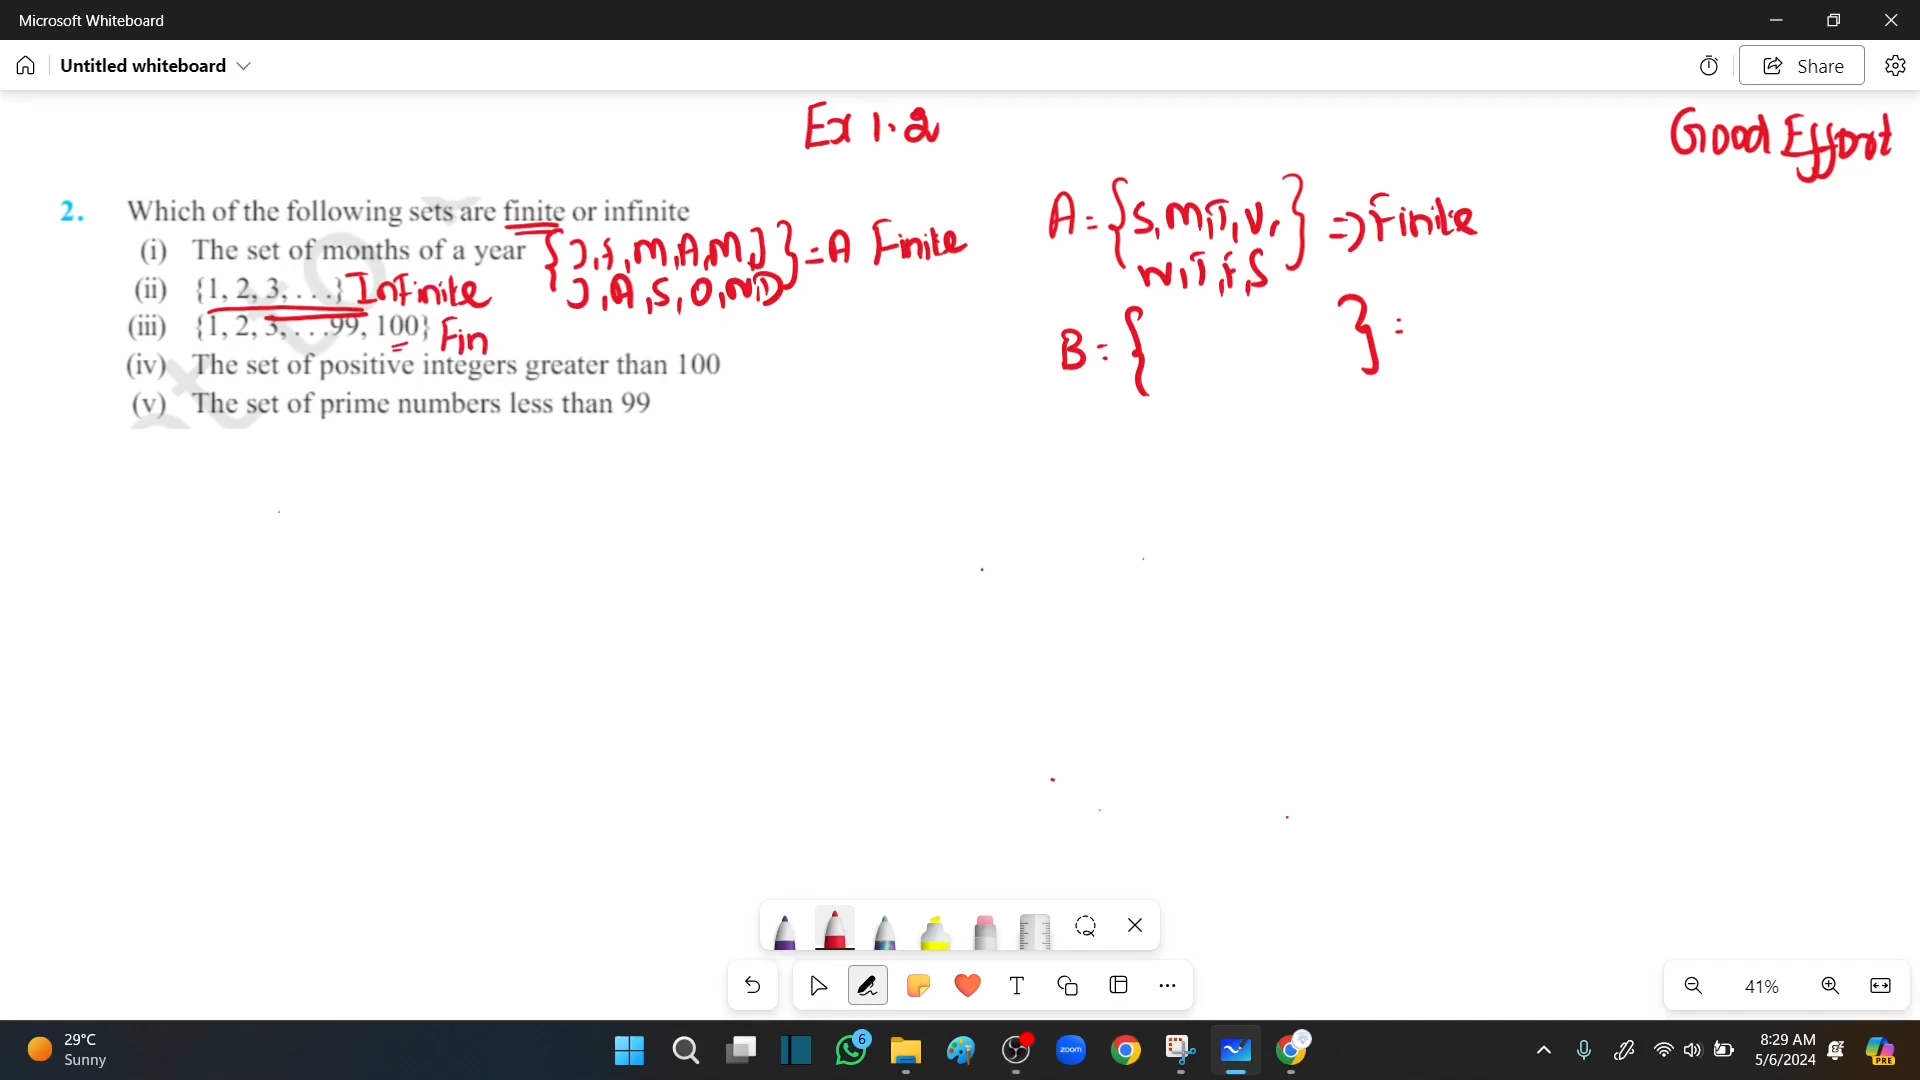 Microsoft Whiteboard
Untitled whiteboard
Share
Ex 1.2
Good Effort
2. Which of the following sets are finite or infinite
(i) The set of months of a year { J, f, M, A, M, J
J, A, S, O, N, D } = A Finite
(ii) {1, 2, 3, . . .} Infinite
(iii) {1, 2, 3, . . .99, 100} Fin
(iv) The set of positive integers greater than 100
(v) The set of prime numbers less than 99
A = { S, M, T, 
W, T, F, S } => Finite
B = { } =
41%
29°C
Sunny
6
zoom
8:29 AM
5/6/2024
PRE